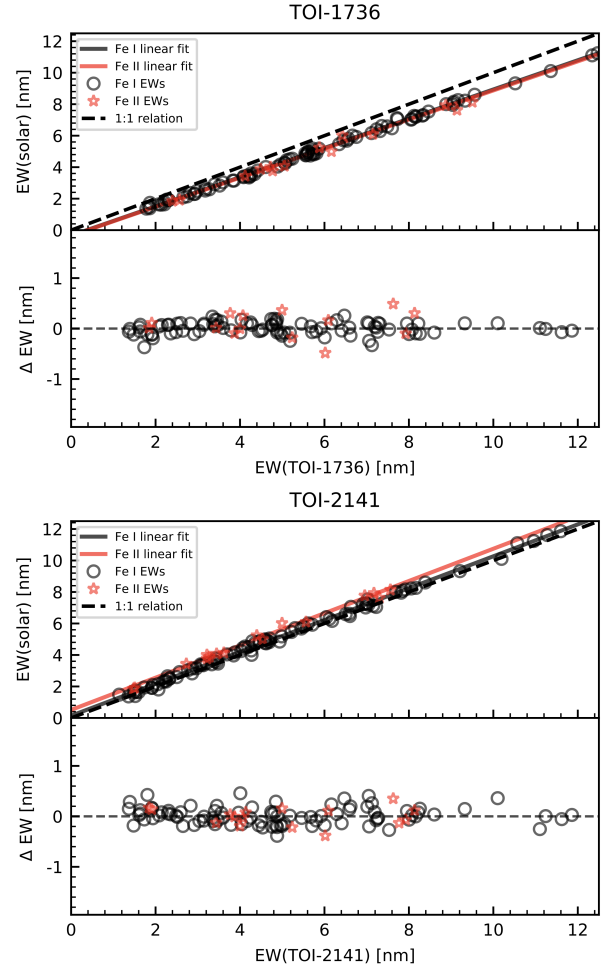 TOI-1736
12
10
8
6
4
2
0
EW(solar) [nm]
Fe I linear fit
Fe II linear fit
Fe I EWs
Fe II EWs
1:1 relation
1
0
-1
Δ EW [nm]
0 2 4 6 8 10 12
EW(TOI-1736) [nm]
TOI-2141
12
10
8
6
4
2
0
EW(solar) [nm]
Fe I linear fit
Fe II linear fit
Fe I EWs
Fe II EWs
1:1 relation
1
0
-1
Δ EW [nm]
0 2 4 6 8 10 12
EW(TOI-2141) [nm]